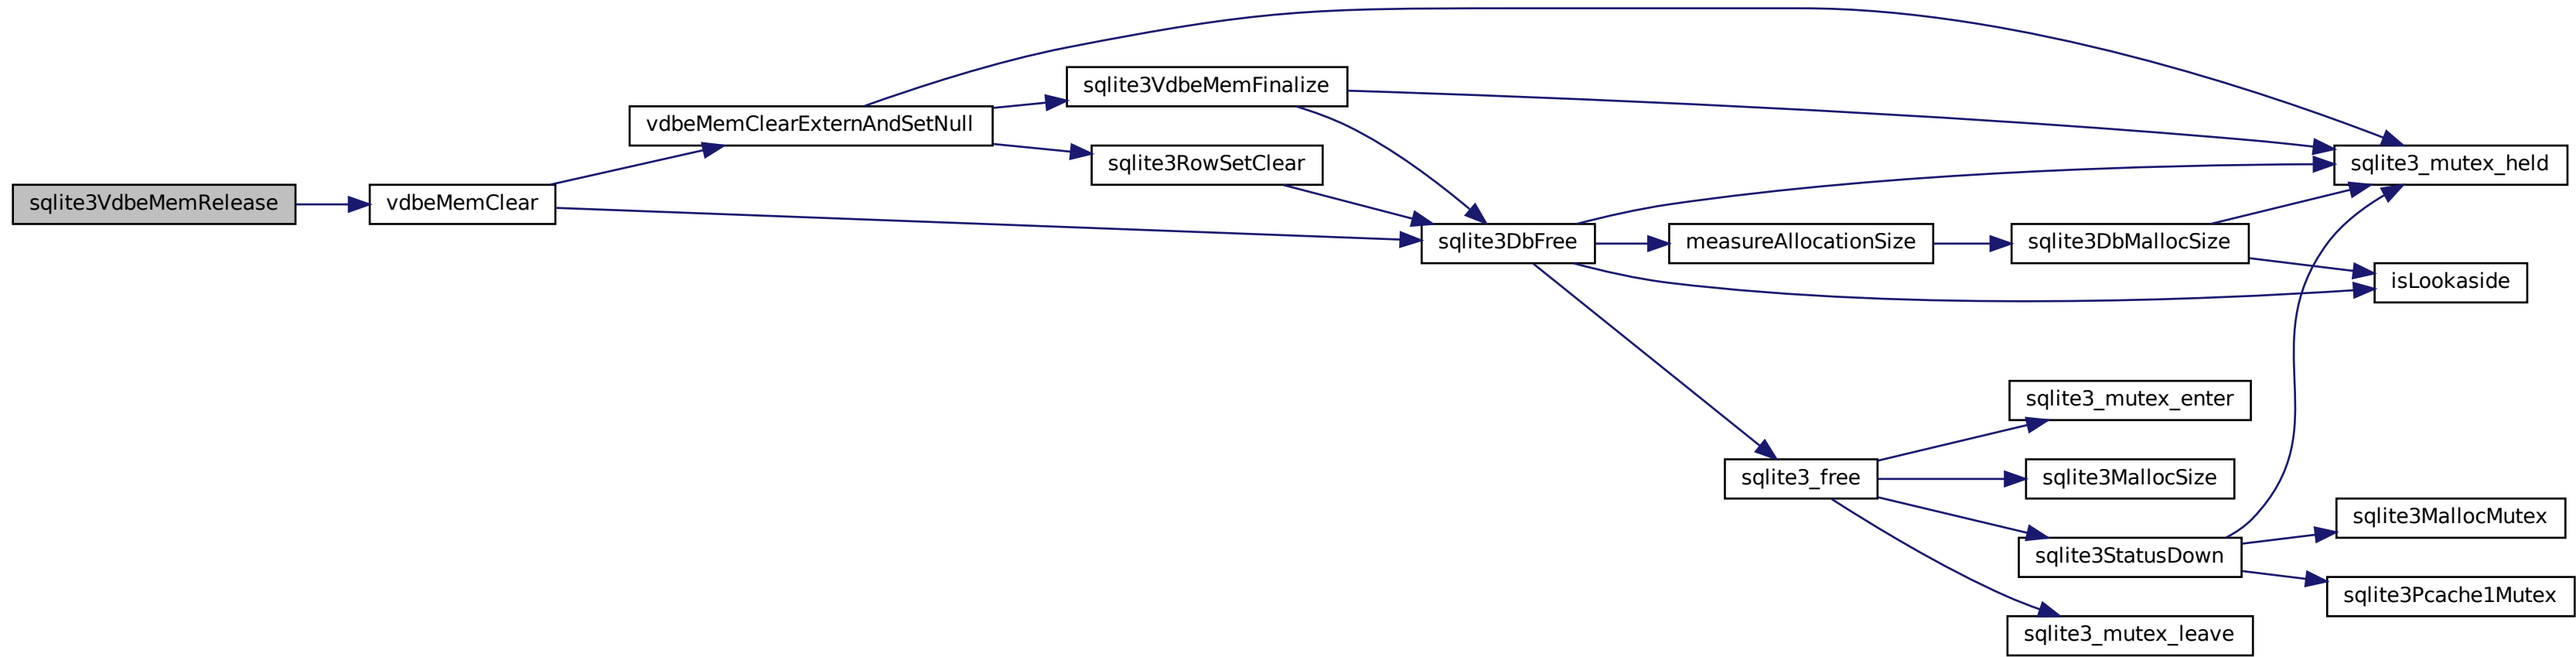 sqlite3VdbeMemRelease
vdbeMemClear
vdbeMemClearExternAndSetNull
sqlite3VdbeMemFinalize
sqlite3RowSetClear
sqlite3DbFree
measureAllocationSize
sqlite3DbMallocSize
sqlite3_mutex_held
isLookaside
sqlite3_free
sqlite3_mutex_enter
sqlite3MallocSize
sqlite3StatusDown
sqlite3_mutex_leave
sqlite3MallocMutex
sqlite3Pcache1Mutex